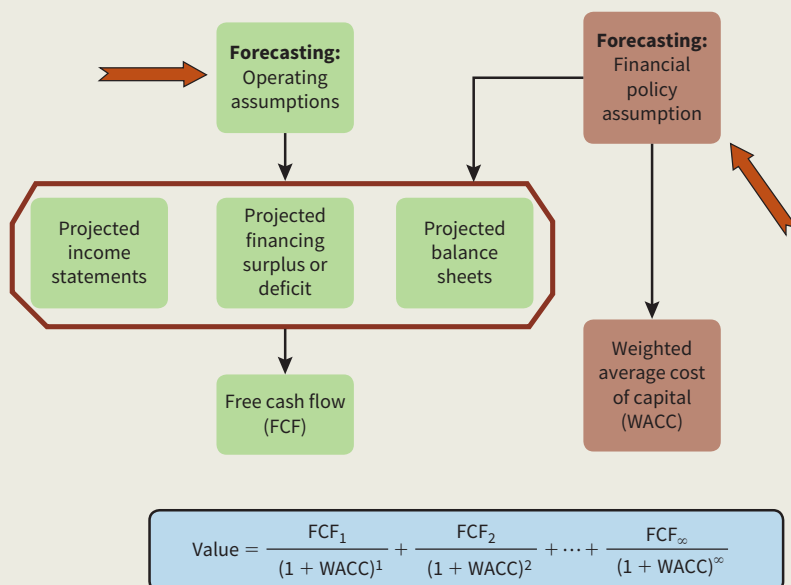 Forecasting:
Operating
assumptions
Forecasting:
Financial
policy
assumption
Projected
income
statements
Projected
financing
surplus or
deficit
Projected
balance
sheets
Free cash flow
(FCF)
Weighted
average cost
of capital
(WACC)
Value = FCF₁/(1 + WACC)¹ + FCF₂/(1 + WACC)² + ⋯ + FCF∞/(1 + WACC)^∞